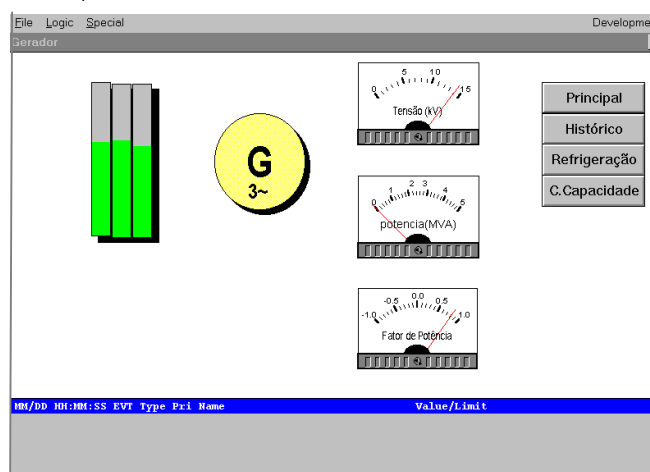 File Logic Special Developme
Gerador
0 5 10 15
Tensão (kV)
G
3~
Principal
Histórico
Refrigeração
C.Capacidade
0 1 2 3 4 5
potencia(MVA)
-1.0 -0.5 0.0 0.5 1.0
Fator de Potência
MM/DD HH:MM:SS EVT Type Pri Name Value/Limit